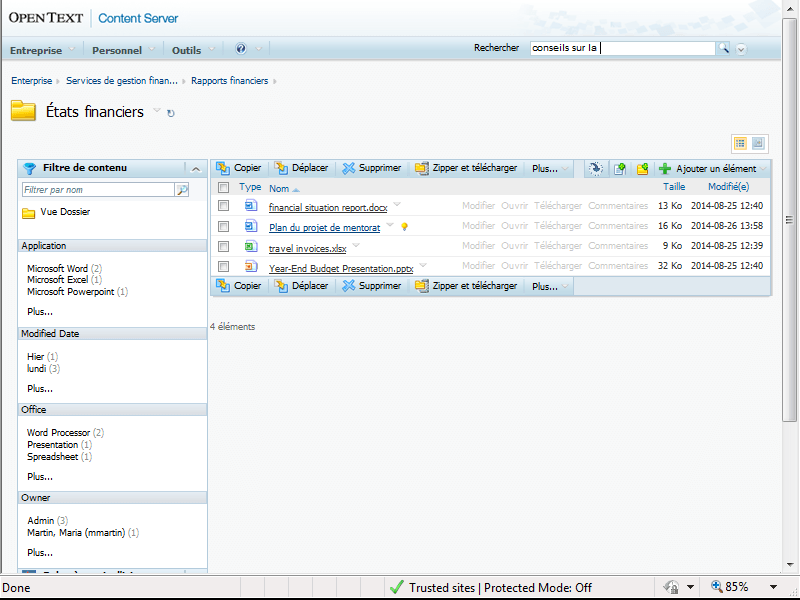 OPEN TEXT | Content Server
Entreprise Personnel Outils Rechercher conseils sur la
Entreprise › Services de gestion finan... › Rapports financiers ›
États financiers
Filtre de contenu
Filtrer par nom
Vue Dossier
Application
Microsoft Word (2)
Microsoft Excel (1)
Microsoft Powerpoint (1)
Plus...
Modified Date
Hier (1)
lundi (3)
Plus...
Office
Word Processor (2)
Presentation (1)
Spreadsheet (1)
Plus...
Owner
Admin (3)
Martin, Maria (mmartin) (1)
Plus...
Copier Déplacer Supprimer Zipper et télécharger Plus... Ajouter un élément
Type Nom Taille Modifié(e)
financial situation report.docx Modifier Ouvrir Télécharger Commentaires 13 Ko 2014-08-25 12:40
Plan du projet de mentorat Modifier Ouvrir Télécharger Commentaires 16 Ko 2014-08-26 13:58
travel invoices.xlsx Modifier Ouvrir Télécharger Commentaires 9 Ko 2014-08-25 12:39
Year-End Budget Presentation.pptx Modifier Ouvrir Télécharger Commentaires 32 Ko 2014-08-25 12:40
Copier Déplacer Supprimer Zipper et télécharger Plus...
4 éléments
Done Trusted sites | Protected Mode: Off 85%